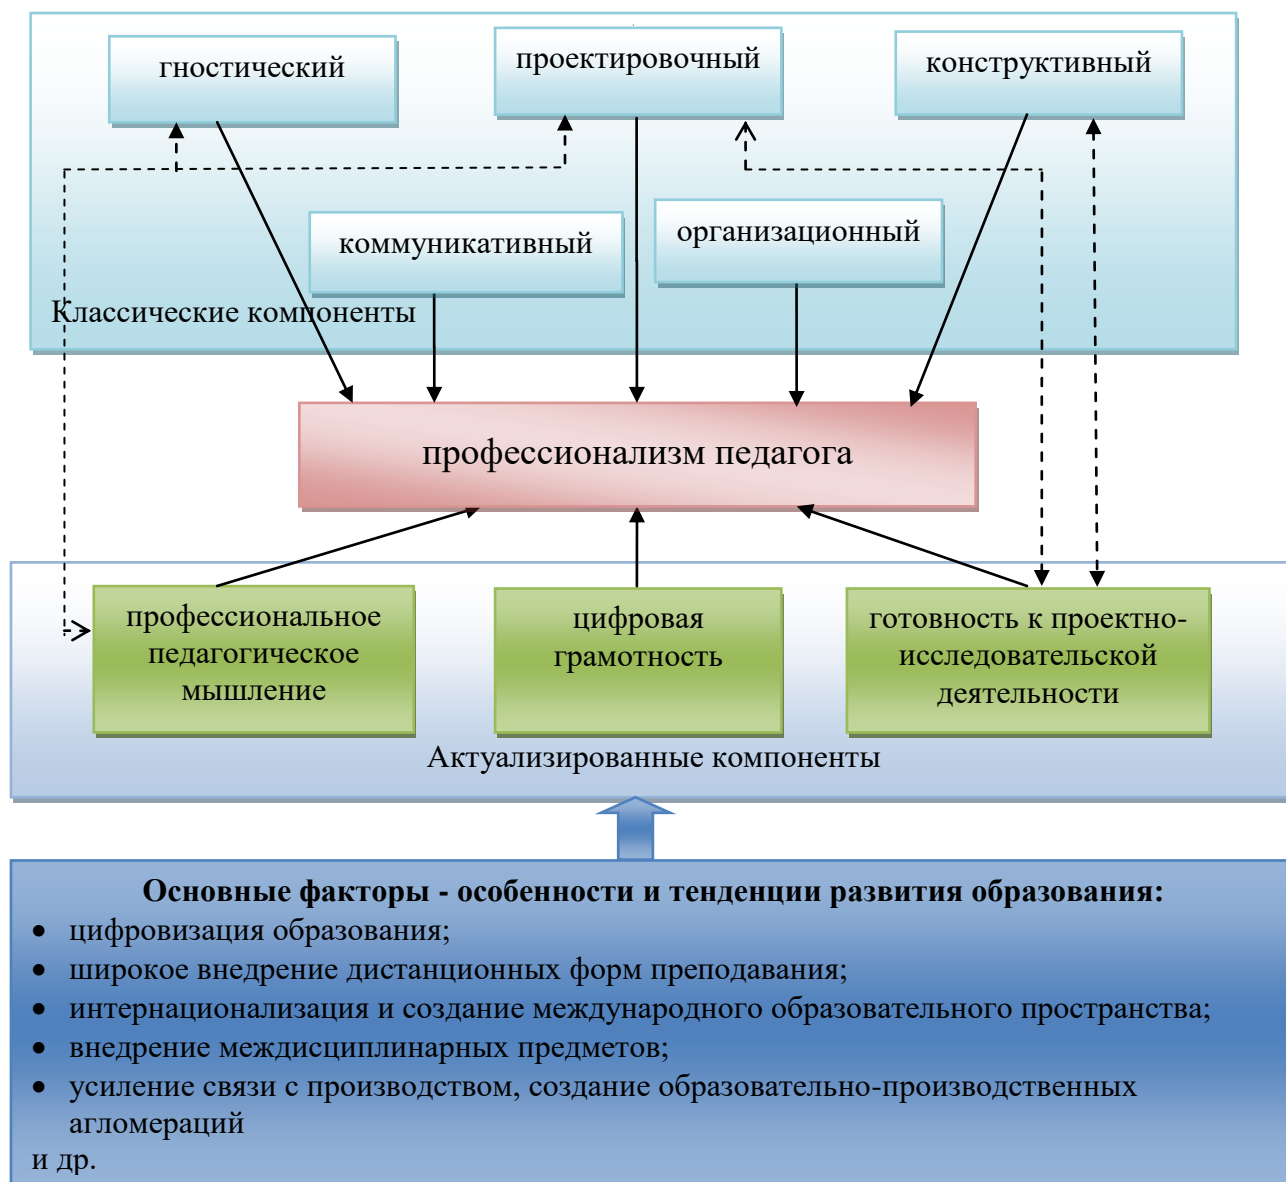 гностический
проектировочный
конструктивный
коммуникативный
организационный
Классические компоненты
профессионализм педагога
профессиональное
педагогическое
мышление
цифровая
грамотность
готовность к проектно-
исследовательской
деятельности
Актуализированные компоненты
Основные факторы - особенности и тенденции развития образования:
• цифровизация образования;
• широкое внедрение дистанционных форм преподавания;
• интернационализация и создание международного образовательного пространства;
• внедрение междисциплинарных предметов;
• усиление связи с производством, создание образовательно-производственных
агломераций
и др.